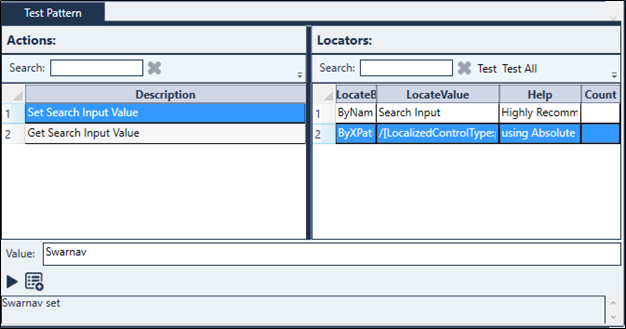 Test Pattern
Actions:
Locators:
Search:
Search: Test Test All
Description
LocateB LocateValue Help Count
1 Set Search Input Value
1 ByNam Search Input Highly Recomm
2 Get Search Input Value
2 ByXPat /[LocalizedControlType: using Absolute
Value: Swarnav
Swarnav set